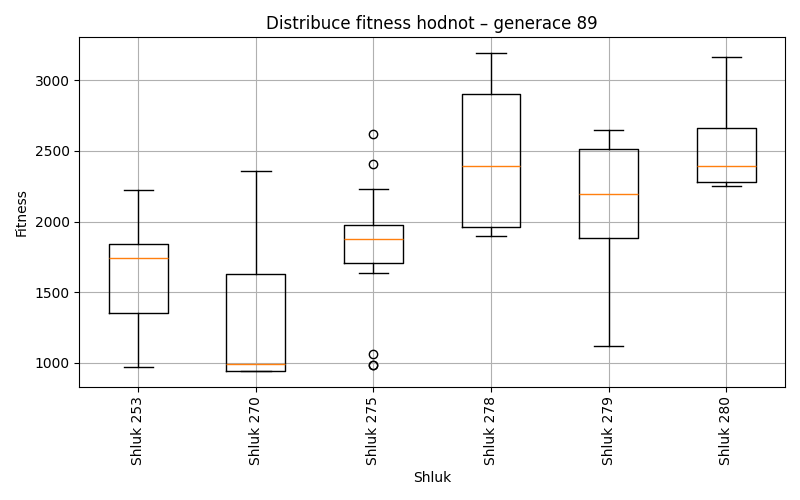 Distribuce fitness hodnot – generace 89
Fitness
3000
2500
2000
1500
1000
Shluk 253
Shluk 270
Shluk 275
Shluk 278
Shluk 279
Shluk 280
Shluk